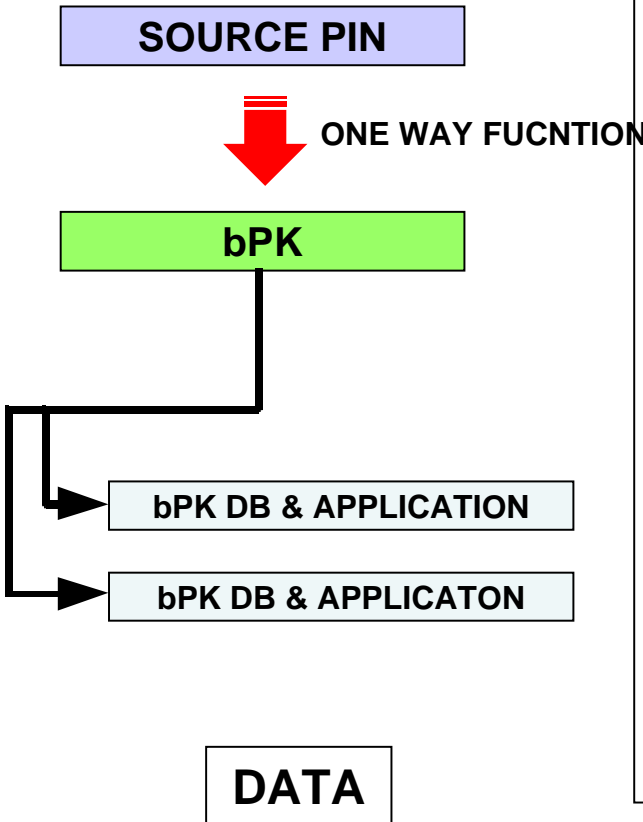 SOURCE PIN
ONE WAY FUCNTION
bPK
bPK DB & APPLICATION
bPK DB & APPLICATON
DATA